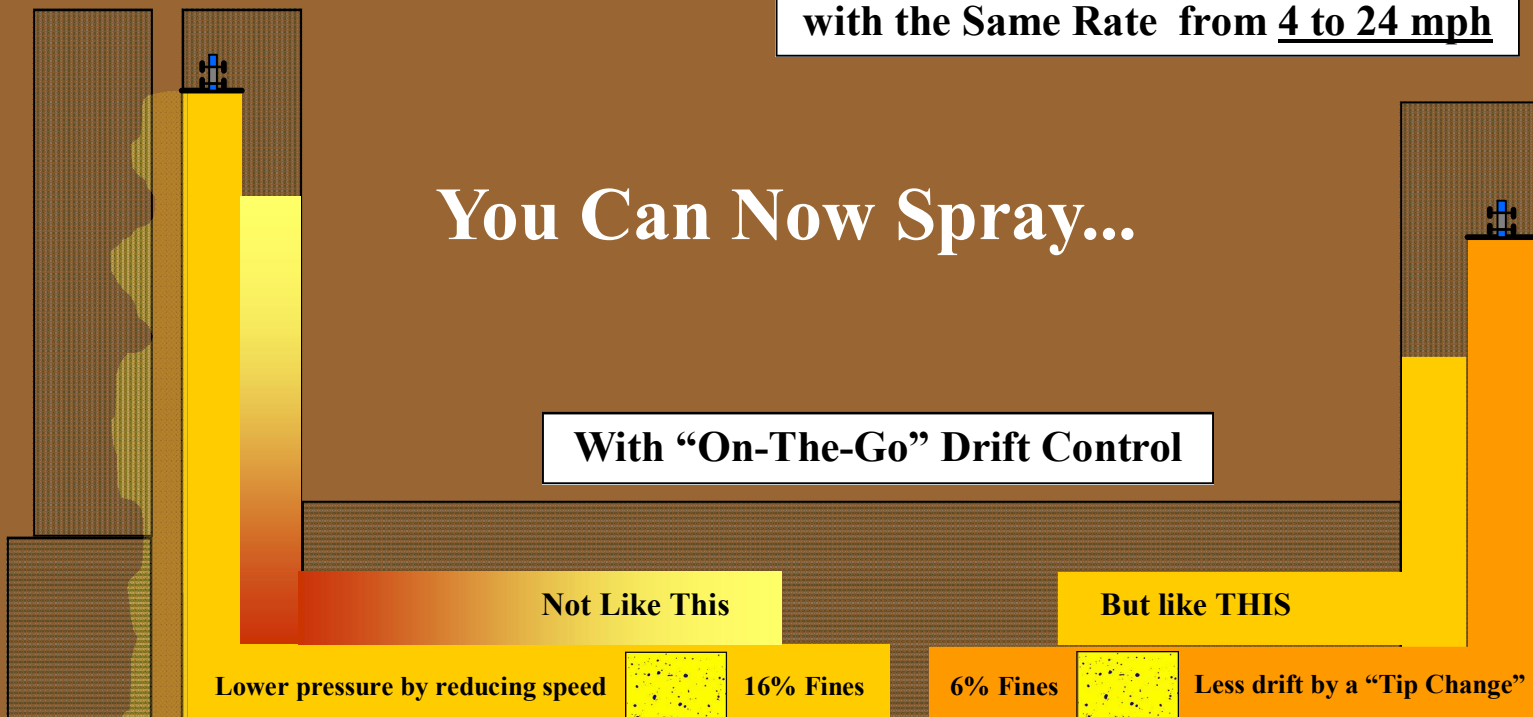 with the Same Rate from 4 to 24 mph
You Can Now Spray...
With “On-The-Go” Drift Control
Not Like This
But like THIS
Lower pressure by reducing speed
16% Fines
6% Fines
Less drift by a “Tip Change”